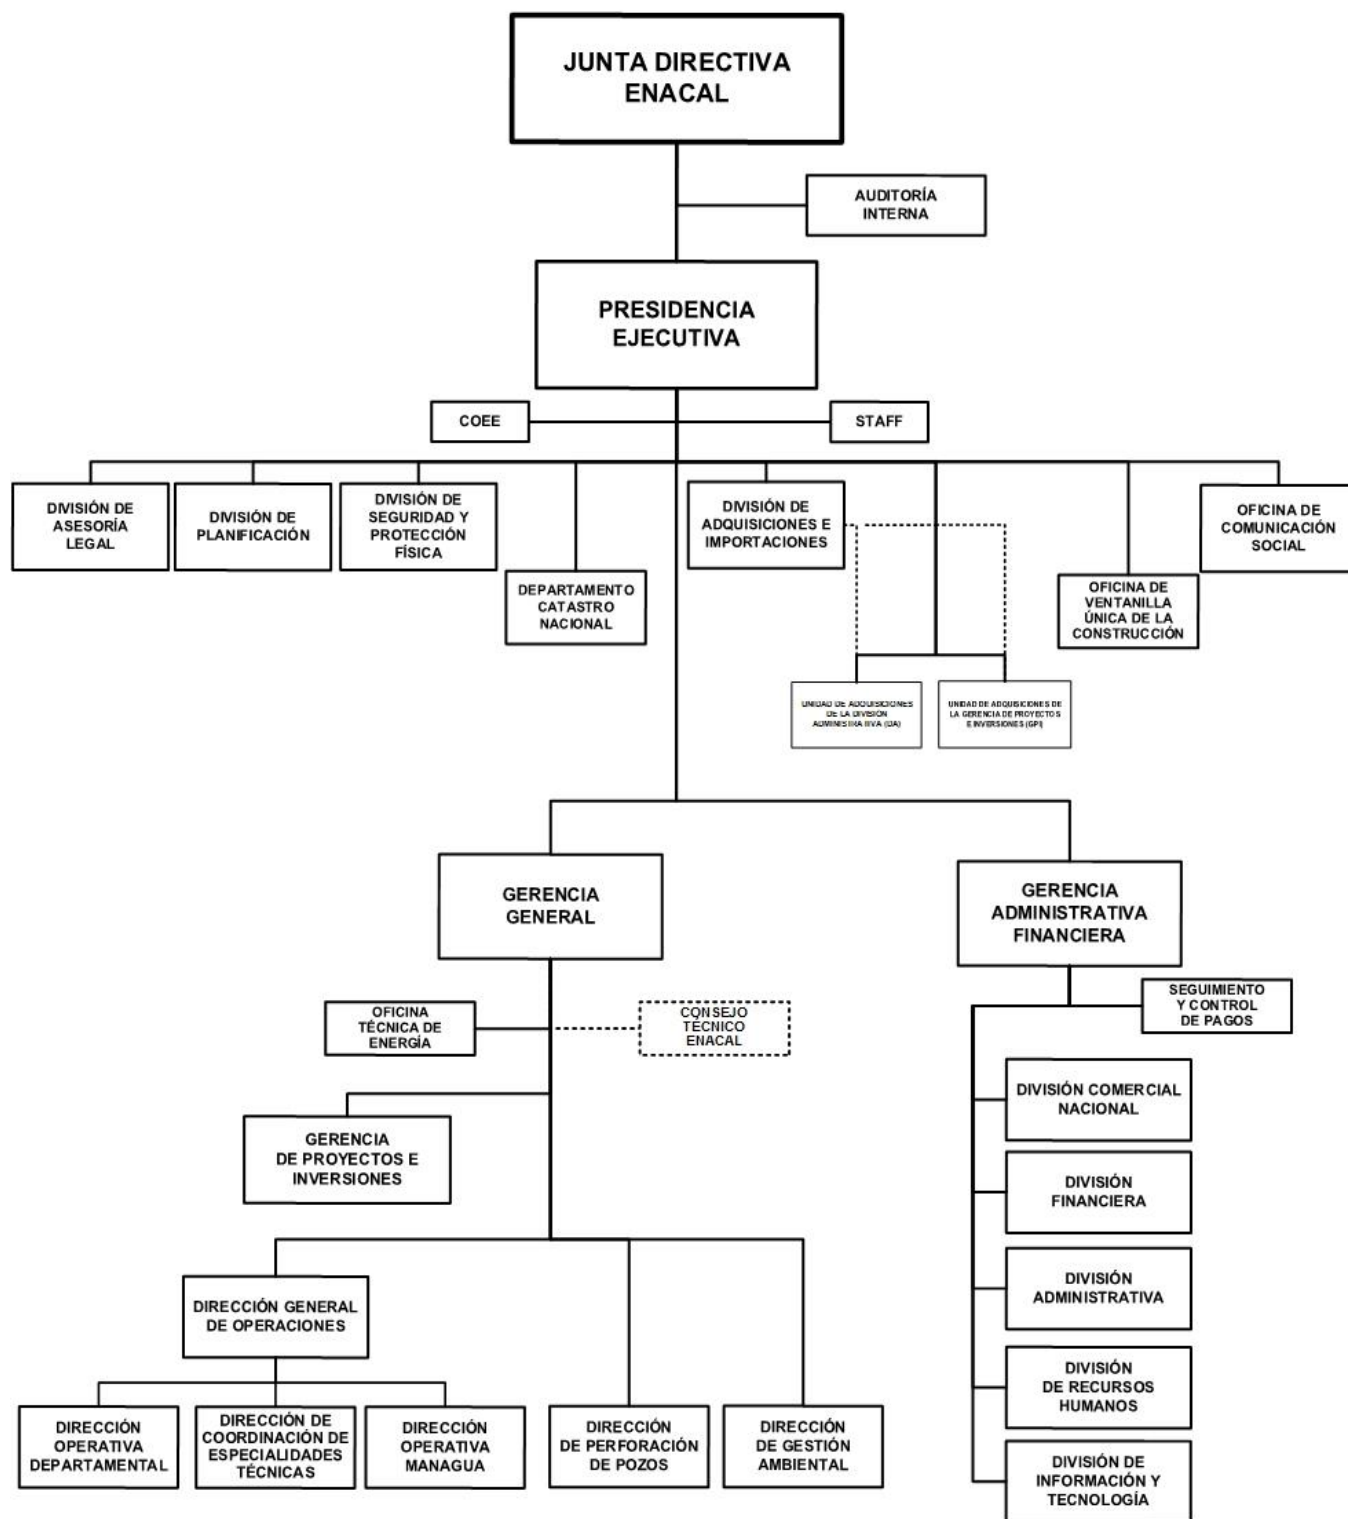 JUNTA DIRECTIVA
ENACAL
AUDITORÍA
INTERNA
PRESIDENCIA
EJECUTIVA
COEE
STAFF
DIVISIÓN DE
ASESORÍA
LEGAL
DIVISIÓN DE
PLANIFICACIÓN
DIVISIÓN DE
SEGURIDAD Y
PROTECCIÓN
FÍSICA
DEPARTAMENTO
CATASTRO
NACIONAL
DIVISIÓN DE
ADQUISICIONES E
IMPORTACIONES
OFICINA DE
VENTANILLA
ÚNICA DE LA
CONSTRUCCIÓN
OFICINA DE
COMUNICACIÓN
SOCIAL
UNIDAD DE ADQUISICIONES
DE LA DIVISIÓN
ADMINISTRATIVA (DA)
UNIDAD DE ADQUISICIONES DE
LA GERENCIA DE PROYECTOS
E INVERSIONES (GPI)
GERENCIA
GENERAL
GERENCIA
ADMINISTRATIVA
FINANCIERA
OFICINA
TÉCNICA DE
ENERGÍA
CONSEJO
TÉCNICO
ENACAL
SEGUIMIENTO
Y CONTROL
DE PAGOS
GERENCIA
DE PROYECTOS E
INVERSIONES
DIVISIÓN COMERCIAL
NACIONAL
DIVISIÓN
FINANCIERA
DIVISIÓN
ADMINISTRATIVA
DIVISIÓN
DE RECURSOS
HUMANOS
DIVISIÓN DE
INFORMACIÓN Y
TECNOLOGÍA
DIRECCIÓN GENERAL
DE OPERACIONES
DIRECCIÓN
OPERATIVA
DEPARTAMENTAL
DIRECCIÓN DE
COORDINACIÓN DE
ESPECIALIDADES
TÉCNICAS
DIRECCIÓN
OPERATIVA
MANAGUA
DIRECCIÓN
DE PERFORACIÓN
DE POZOS
DIRECCIÓN
DE GESTIÓN
AMBIENTAL